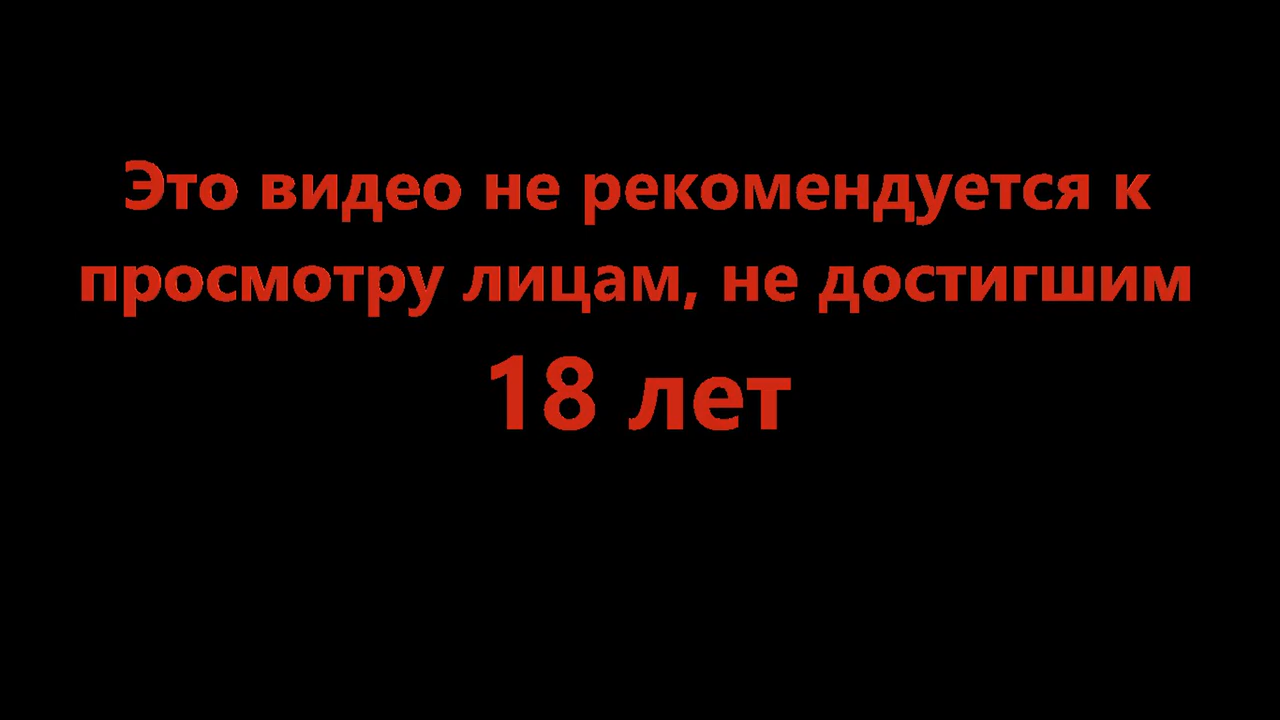 Это видео не рекомендуется к
просмотру лицам, не достигшим
18 лет